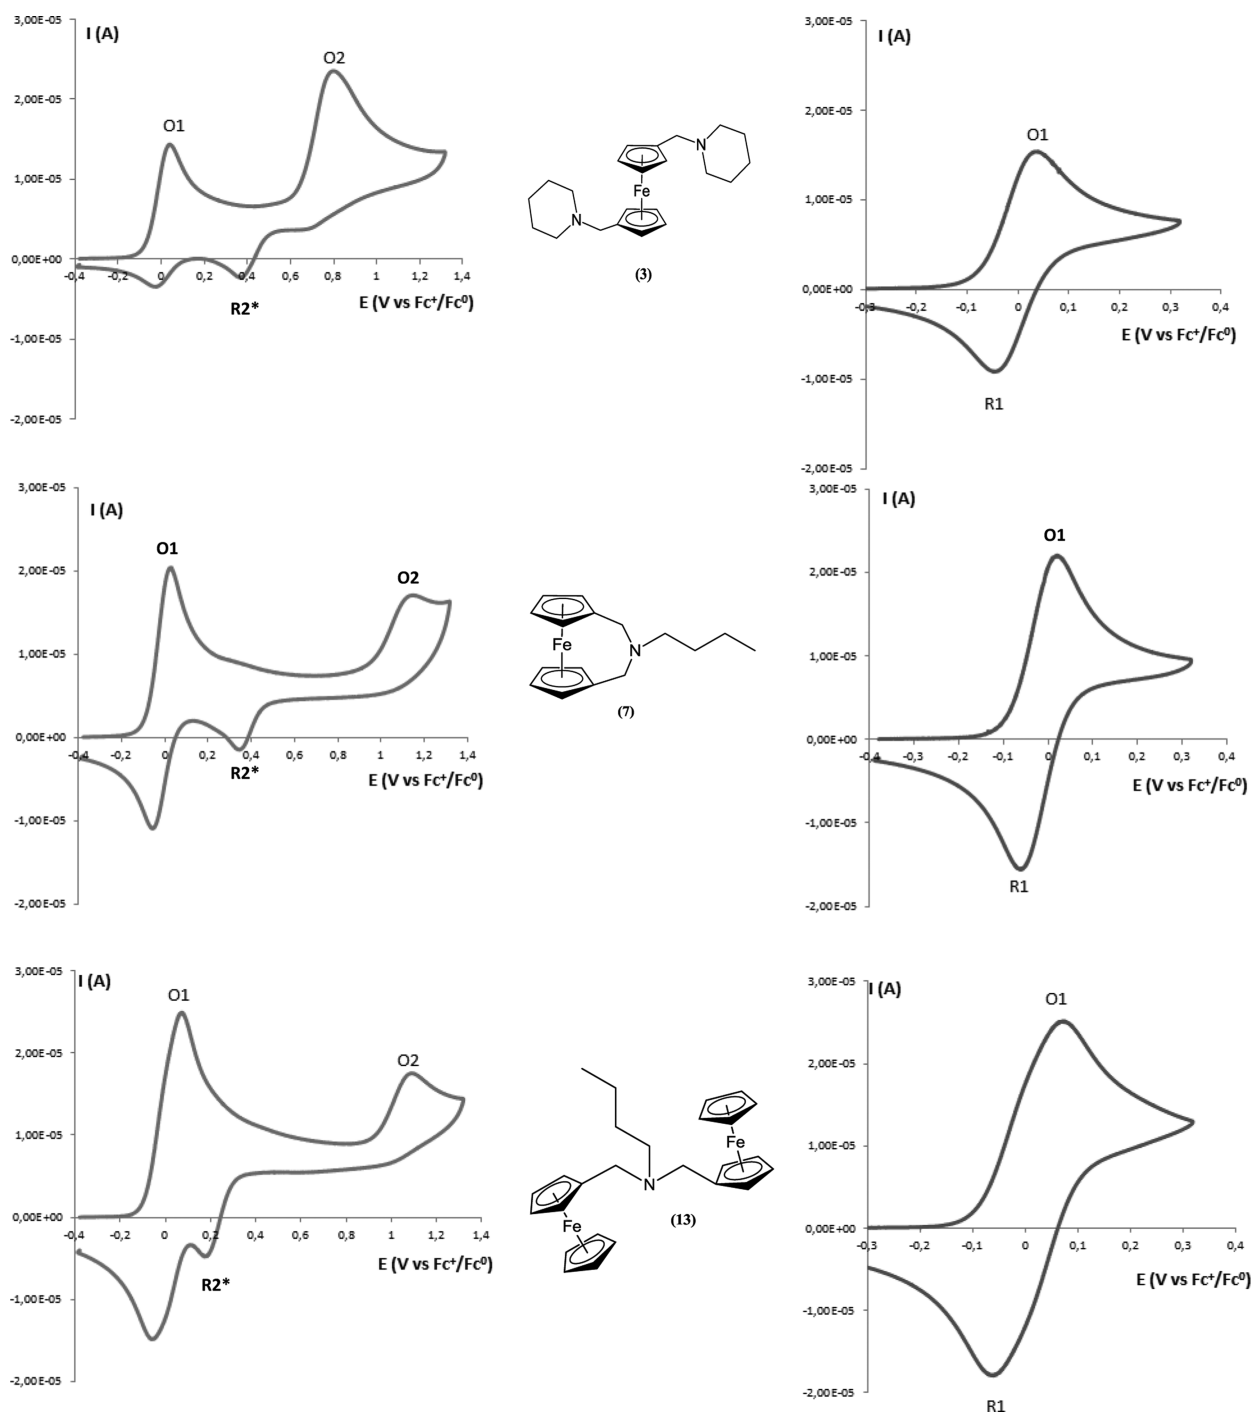 3,00E-05
I (A)
O2
2,00E-05
O1
1,00E-05
0,00E+00
-0,4
-0,2
0
0,2
0,4
0,6
0,8
1
1,2
1,4
R2*
E (V vs Fc⁺/Fc⁰)
-1,00E-05
-2,00E-05
N
Fe
N
(3)
3,00E-05
I (A)
2,00E-05
O1
1,00E-05
0,00E+00
-0,3
-0,2
-0,1
0
0,1
0,2
0,3
0,4
E (V vs Fc⁺/Fc⁰)
-1,00E-05
R1
-2,00E-05
3,00E-05
I (A)
O1
2,00E-05
O2
1,00E-05
0,00E+00
-0,4
-0,2
0
0,2
0,4
0,6
0,8
1
1,2
1,4
R2*
E (V vs Fc⁺/Fc⁰)
-1,00E-05
-2,00E-05
Fe
N
(7)
3,00E-05
I (A)
O1
2,00E-05
1,00E-05
0,00E+00
-0,4
-0,3
-0,2
-0,1
0
0,1
0,2
0,3
0,4
E (V vs Fc⁺/Fc⁰)
-1,00E-05
R1
-2,00E-05
3,00E-05
I (A)
O1
2,00E-05
O2
1,00E-05
0,00E+00
-0,4
-0,2
0
0,2
0,4
0,6
0,8
1
1,2
1,4
E (V vs Fc⁺/Fc⁰)
R2*
-1,00E-05
-2,00E-05
Fe
N
Fe
(13)
3,00E-05
I (A)
O1
2,00E-05
1,00E-05
0,00E+00
-0,3
-0,2
-0,1
0
0,1
0,2
0,3
0,4
E (V vs Fc⁺/Fc⁰)
-1,00E-05
-2,00E-05
R1